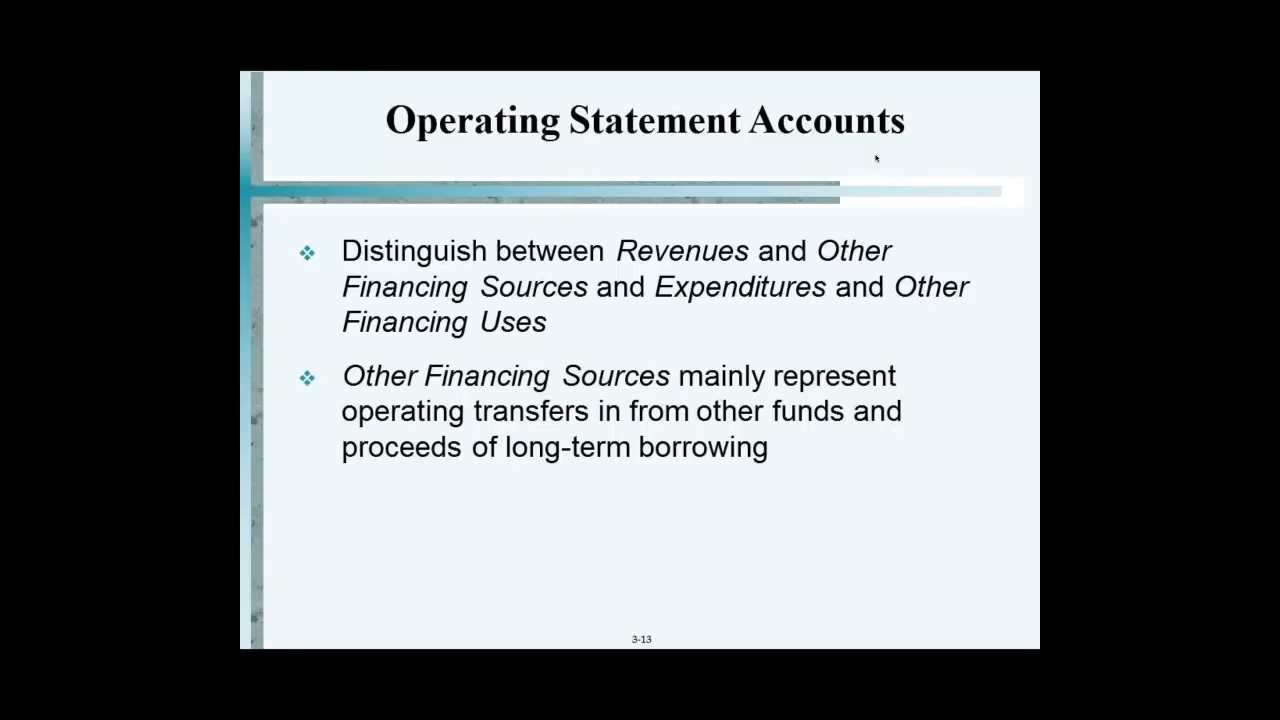 Operating Statement Accounts
Distinguish between Revenues and Other
Financing Sources and Expenditures and Other
Financing Uses
Other Financing Sources mainly represent
operating transfers in from other funds and
proceeds of long-term borrowing
3-13